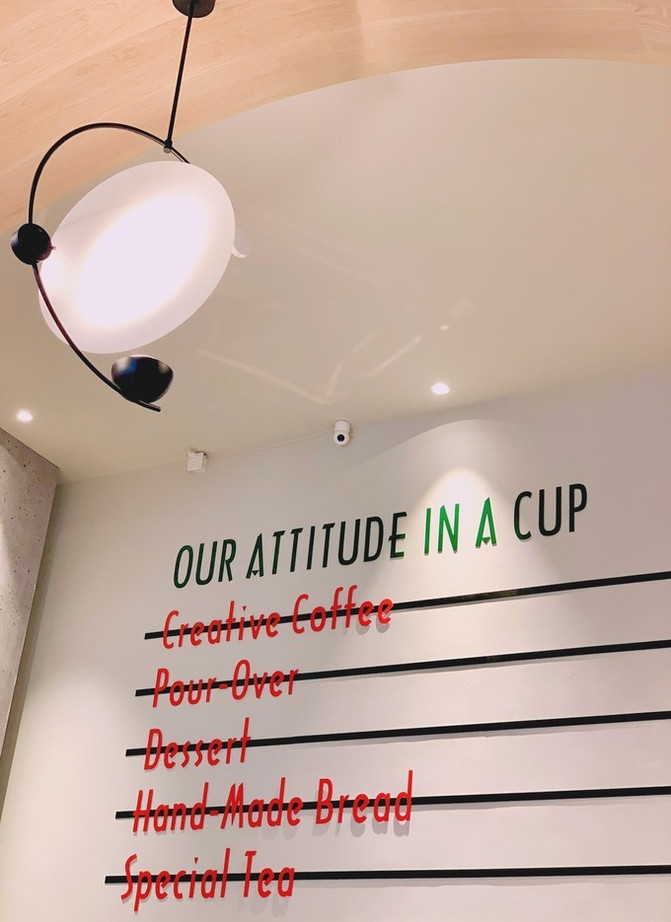 OUR ATTITUDE IN A CUP
Creative Coffee
Pour-Over
Dessert
Hand-Made Bread
Special Tea